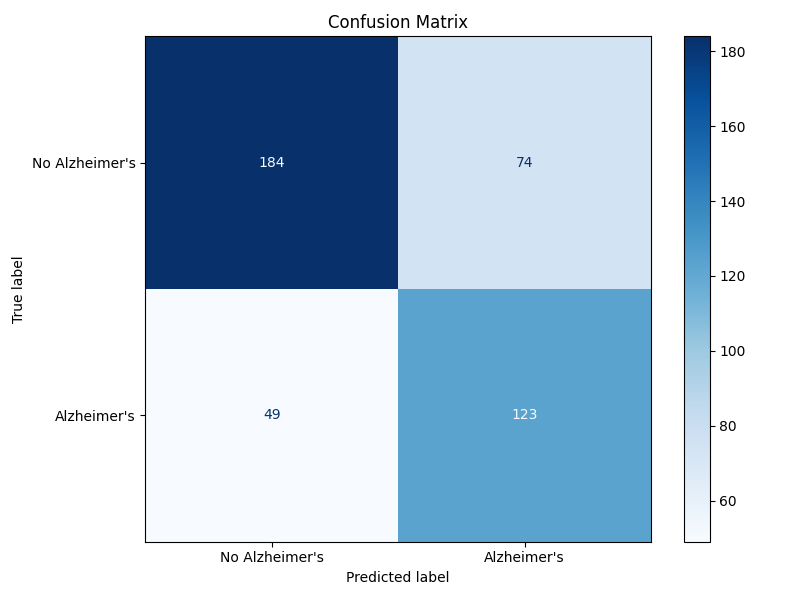 Confusion Matrix
True label
No Alzheimer's
184
74
Alzheimer's
49
123
No Alzheimer's
Alzheimer's
Predicted label
180
160
140
120
100
80
60